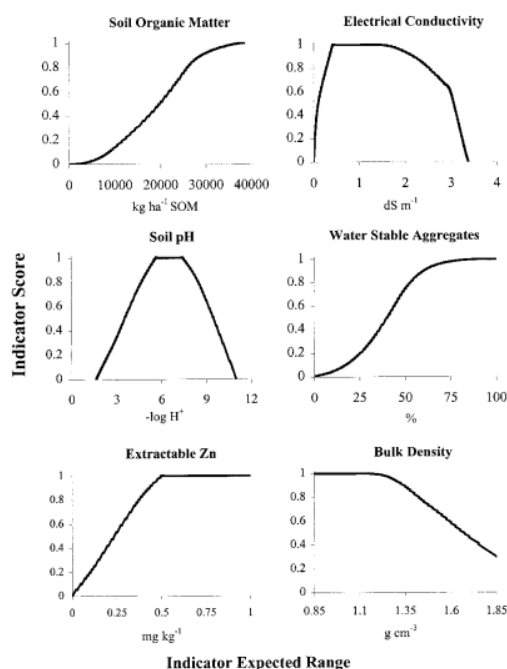 Soil Organic Matter
1
0.8
0.6
0.4
0.2
0
0 10000 20000 30000 40000
kg ha⁻¹ SOM
Electrical Conductivity
1
0.8
0.6
0.4
0.2
0
0 1 2 3 4
dS m⁻¹
Indicator Score
Soil pH
1
0.8
0.6
0.4
0.2
0
0 3 6 9 12
-log H⁺
Water Stable Aggregates
1
0.8
0.6
0.4
0.2
0
0 25 50 75 100
%
Extractable Zn
1
0.8
0.6
0.4
0.2
0
0 0.25 0.5 0.75 1
mg kg⁻¹
Bulk Density
1
0.8
0.6
0.4
0.2
0
0.85 1.1 1.35 1.6 1.85
g cm⁻³
Indicator Expected Range